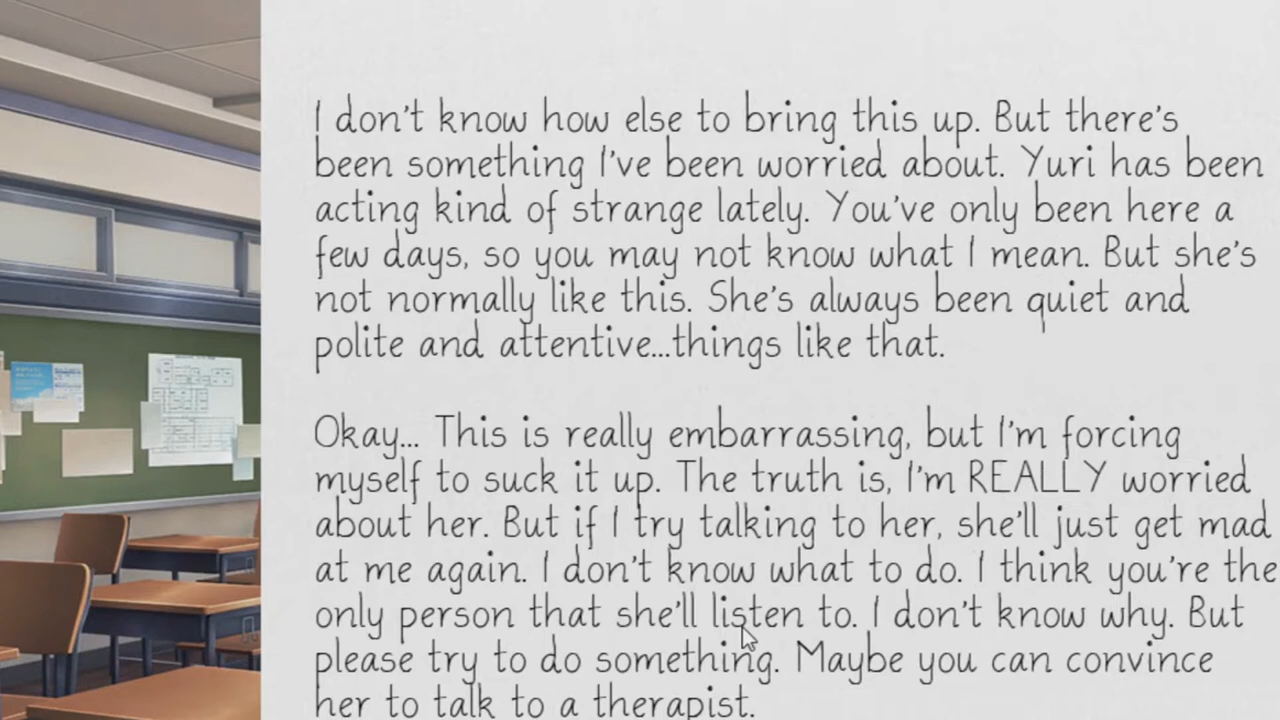 I don't know how else to bring this up. But there's
been something I've been worried about. Yuri has been
acting kind of strange lately. You've only been here a
few days, so you may not know what I mean. But she's
not normally like this. She's always been quiet and
polite and attentive...things like that.
Okay... This is really embarrassing, but I'm forcing
myself to suck it up. The truth is, I'm REALLY worried
about her. But if I try talking to her, she'll just get mad
at me again. I don't know what to do. I think you're the
only person that she'll listen to. I don't know why. But
please try to do something. Maybe you can convince
her to talk to a therapist.